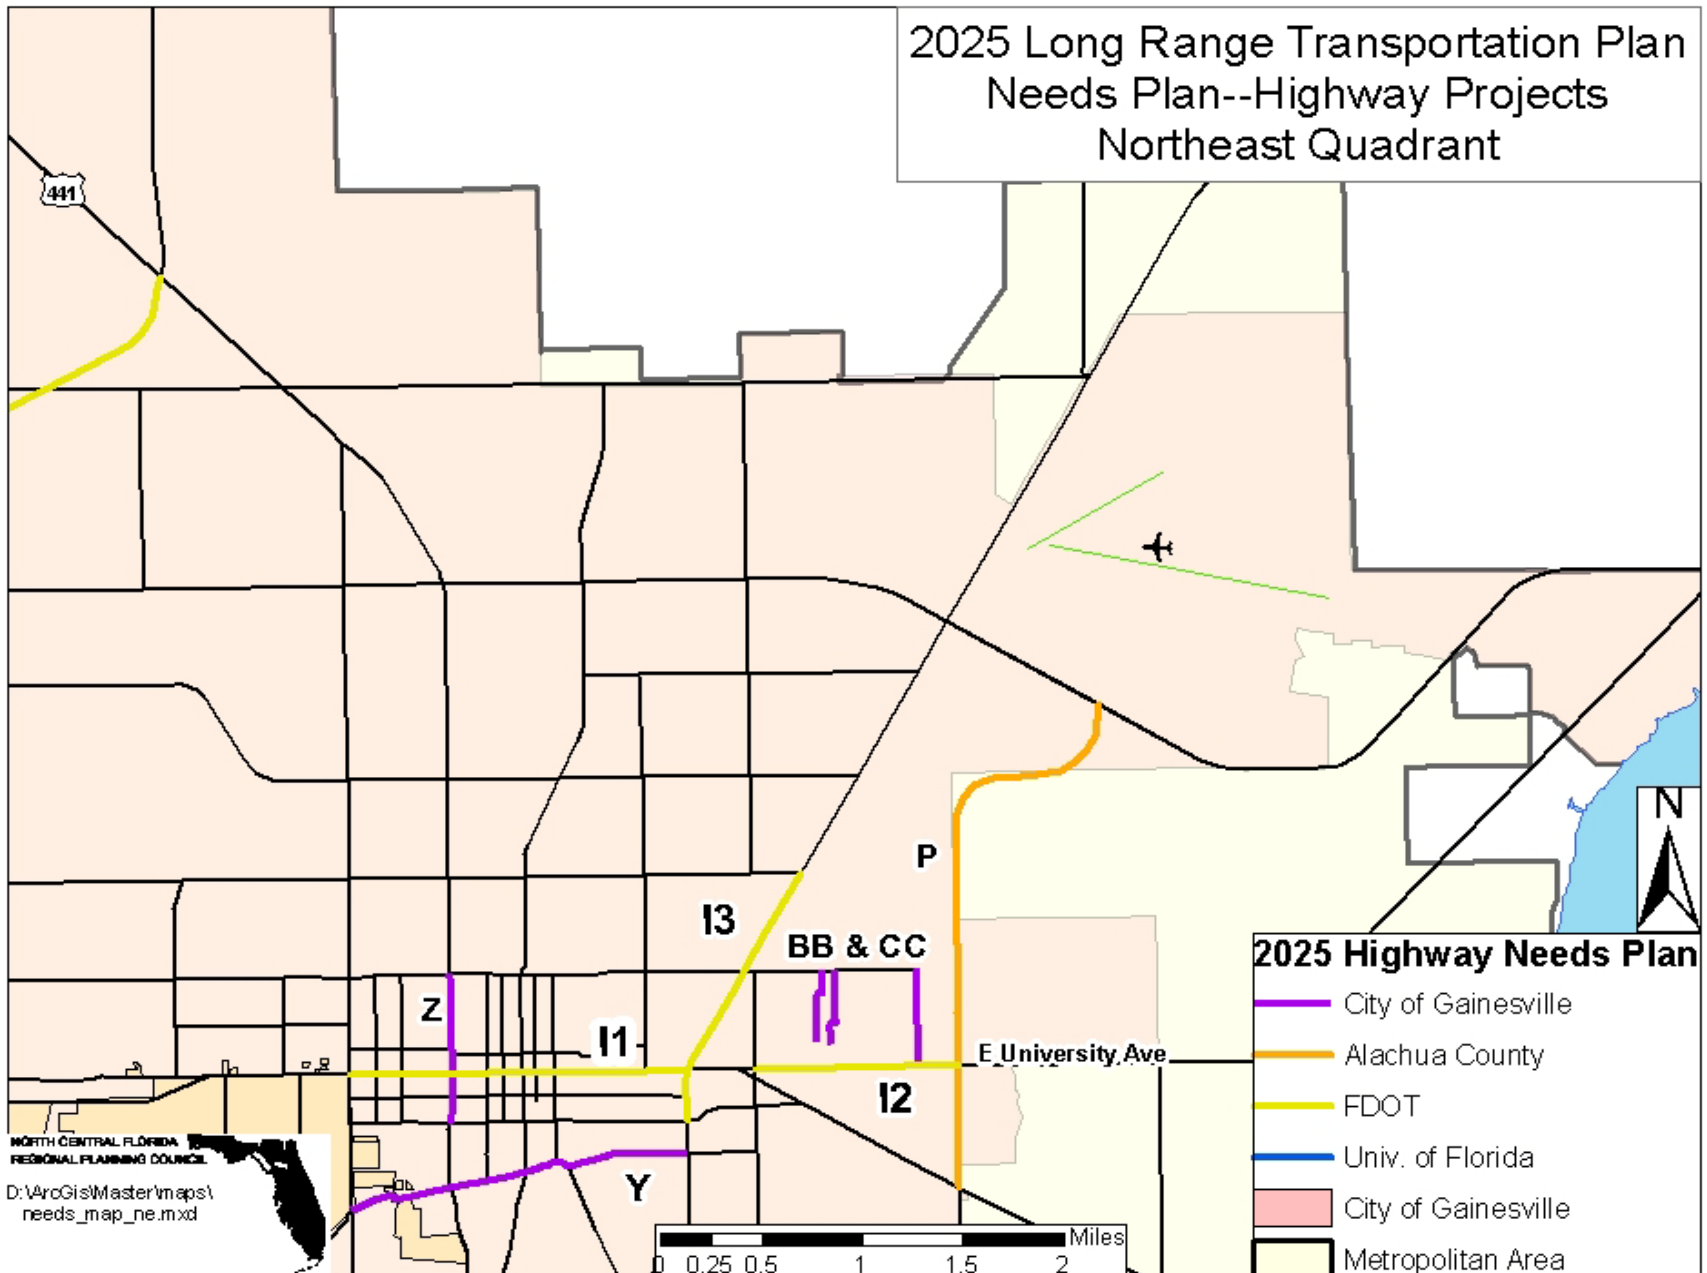 2025 Long Range Transportation Plan
Needs Plan--Highway Projects
Northeast Quadrant
441
P
I3
BB & CC
Z
I1
E University Ave
I2
Y
N
2025 Highway Needs Plan
City of Gainesville
Alachua County
FDOT
Univ. of Florida
City of Gainesville
Metropolitan Area
NORTH CENTRAL FLORIDA
REGIONAL PLANNING COUNCIL
D:\ArcGis\Master\maps\
needs_map_ne.mxd
Miles
0 0.25 0.5 1 1.5 2